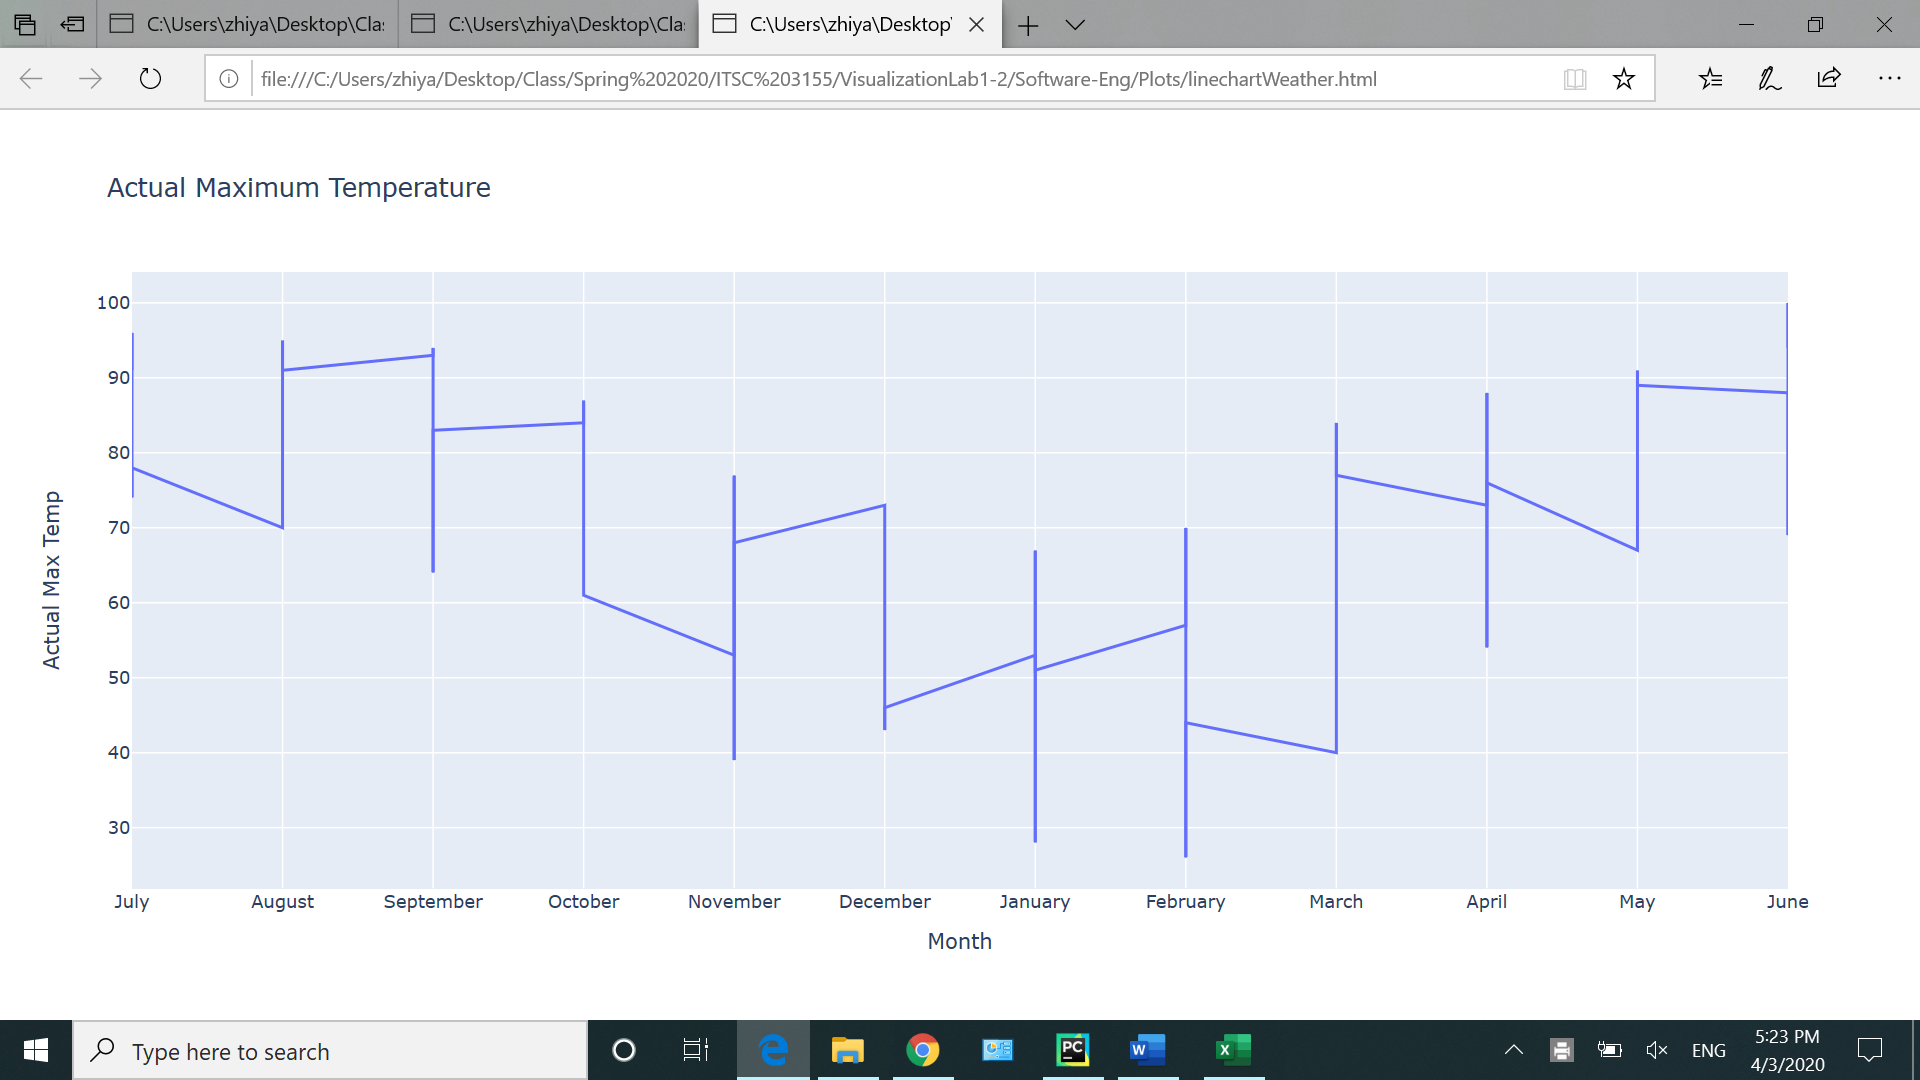 C:\Users\zhiya\Desktop\Cla
C:\Users\zhiya\Desktop\Cla
C:\Users\zhiya\Desktop\
file:///C:/Users/zhiya/Desktop/Class/Spring%202020/ITSC%203155/VisualizationLab1-2/Software-Eng/Plots/linechartWeather.html
Actual Maximum Temperature
Actual Max Temp
100
90
80
70
60
50
40
30
July August September October November December January February March April May June
Month
Type here to search
PC
W
X
ENG
5:23 PM
4/3/2020